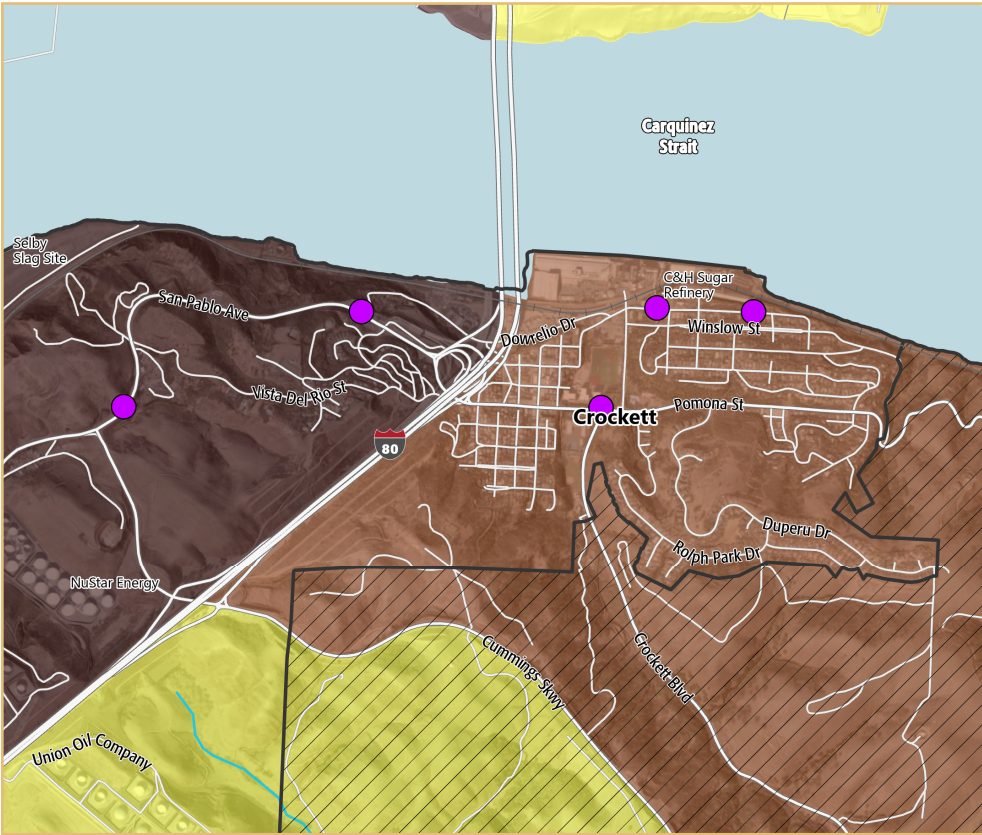 Carquinez
Strait
Selby
Slag Site
C&H Sugar
Refinery
San Pablo Ave
Winslow St
Dowrelio Dr
Vista Del Rio St
Pomona St
Crockett
80
Duperu Dr
Rolph Park Dr
NuStar Energy
Cummings Skwy
Crockett Blvd
Union Oil Company